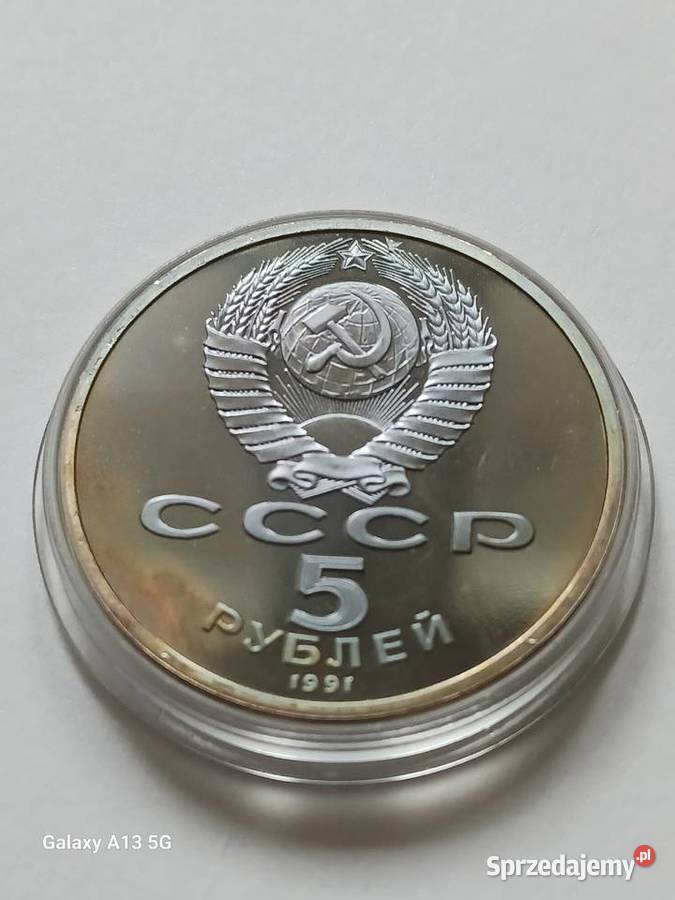 СССР
5
РУБЛЕЙ
1991
Galaxy A13 5G
Sprzedajemy.pl